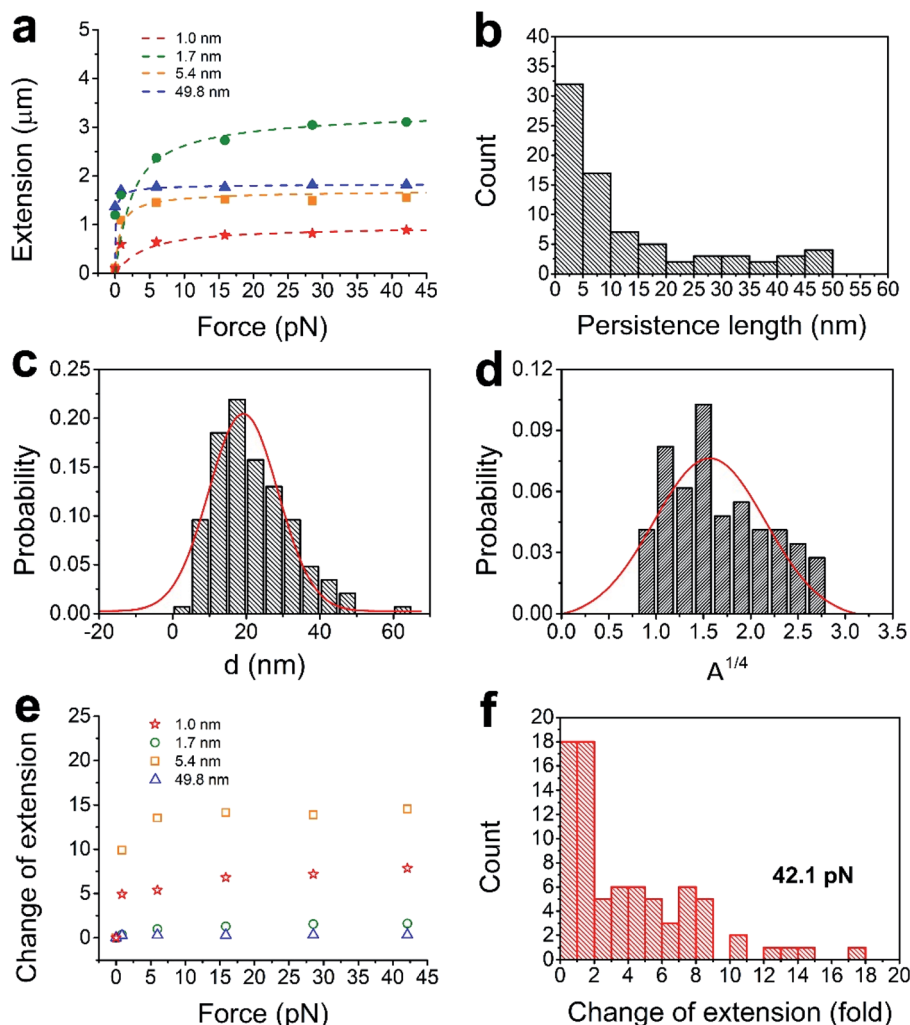 a
1.0 nm
1.7 nm
5.4 nm
49.8 nm
Extension (μm)
5
4
3
2
1
0
0 5 10 15 20 25 30 35 40 45
Force (pN)
b
Count
40
35
30
25
20
15
10
5
0
0 5 10 15 20 25 30 35 40 45 50 55 60
Persistence length (nm)
c
Probability
0.25
0.20
0.15
0.10
0.05
0.00
-20 0 20 40 60
d (nm)
d
Probability
0.12
0.09
0.06
0.03
0.00
0.0 0.5 1.0 1.5 2.0 2.5 3.0 3.5
A^1/4
e
1.0 nm
1.7 nm
5.4 nm
49.8 nm
Change of extension
25
20
15
10
5
0
0 5 10 15 20 25 30 35 40 45
Force (pN)
f
Count
20
18
16
14
12
10
8
6
4
2
0
42.1 pN
0 2 4 6 8 10 12 14 16 18 20
Change of extension (fold)